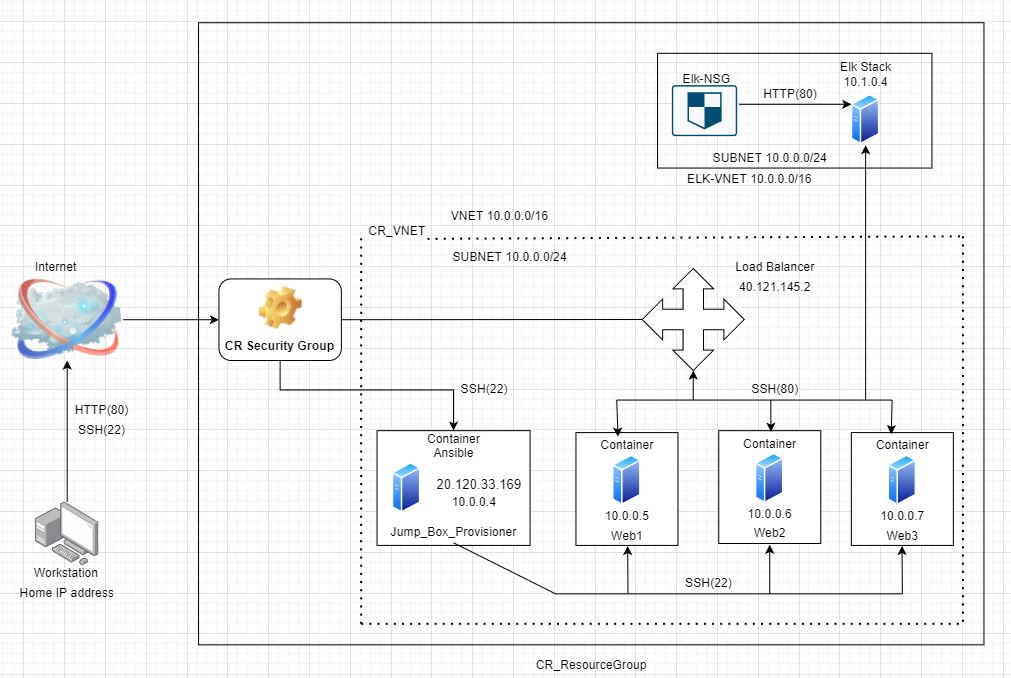 Elk-NSG
HTTP(80)
Elk Stack
10.1.0.4
SUBNET 10.0.0.0/24
ELK-VNET 10.0.0.0/16
VNET 10.0.0.0/16
CR_VNET
SUBNET 10.0.0.0/24
Internet
Load Balancer
40.121.145.2
CR Security Group
HTTP(80)
SSH(22)
SSH(22)
SSH(80)
Container
Ansible
20.120.33.169
10.0.0.4
Jump_Box_Provisioner
Container
10.0.0.5
Web1
Container
10.0.0.6
Web2
Container
10.0.0.7
Web3
SSH(22)
Workstation
Home IP address
CR_ResourceGroup